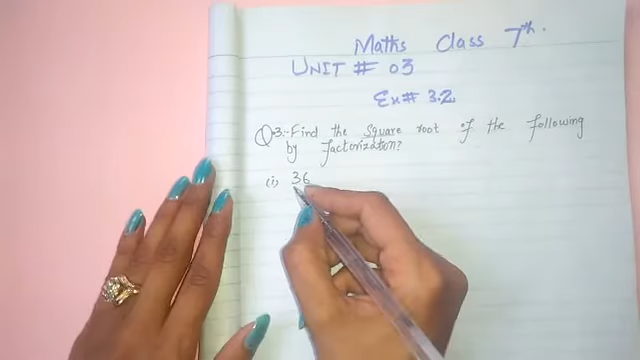 Maths Class 7th.
UNIT # 03
Ex# 3.2
Q3:- Find the square root of the following
by factorization?
(i) 36